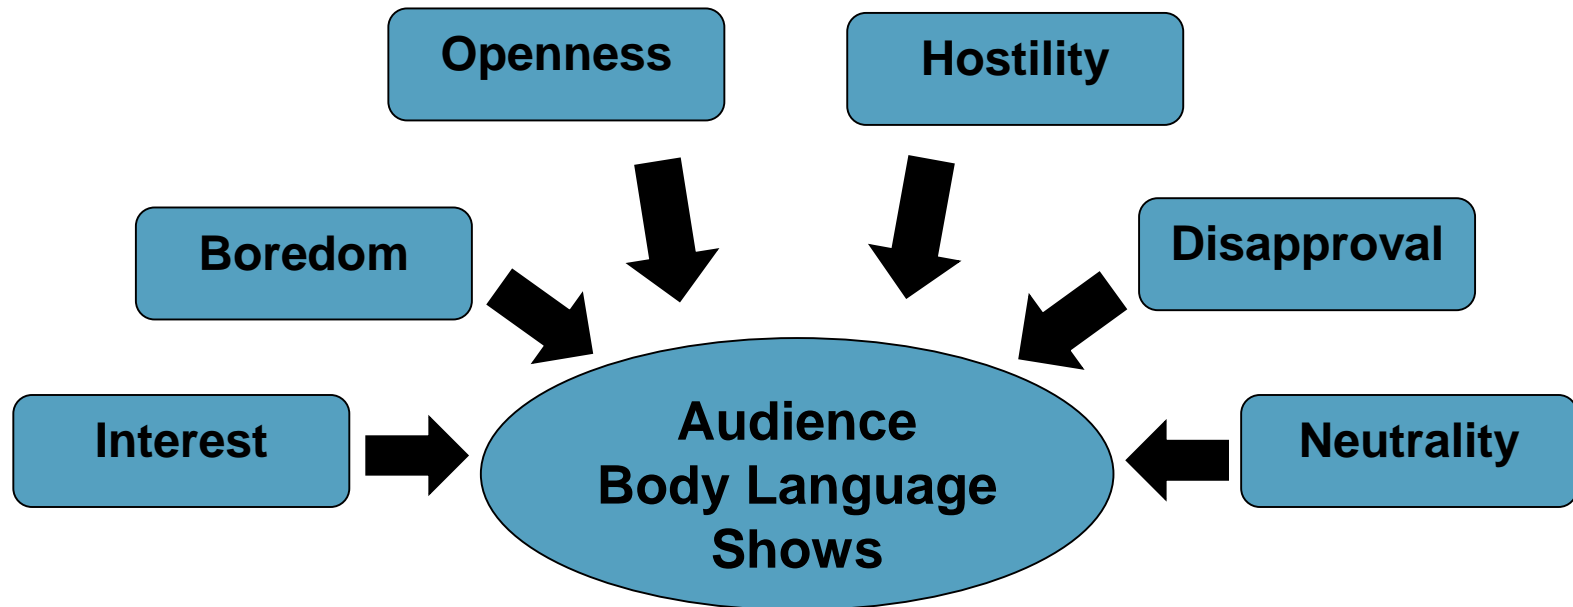 Openness
Hostility
Boredom
Disapproval
Interest
Neutrality
Audience
Body Language
Shows